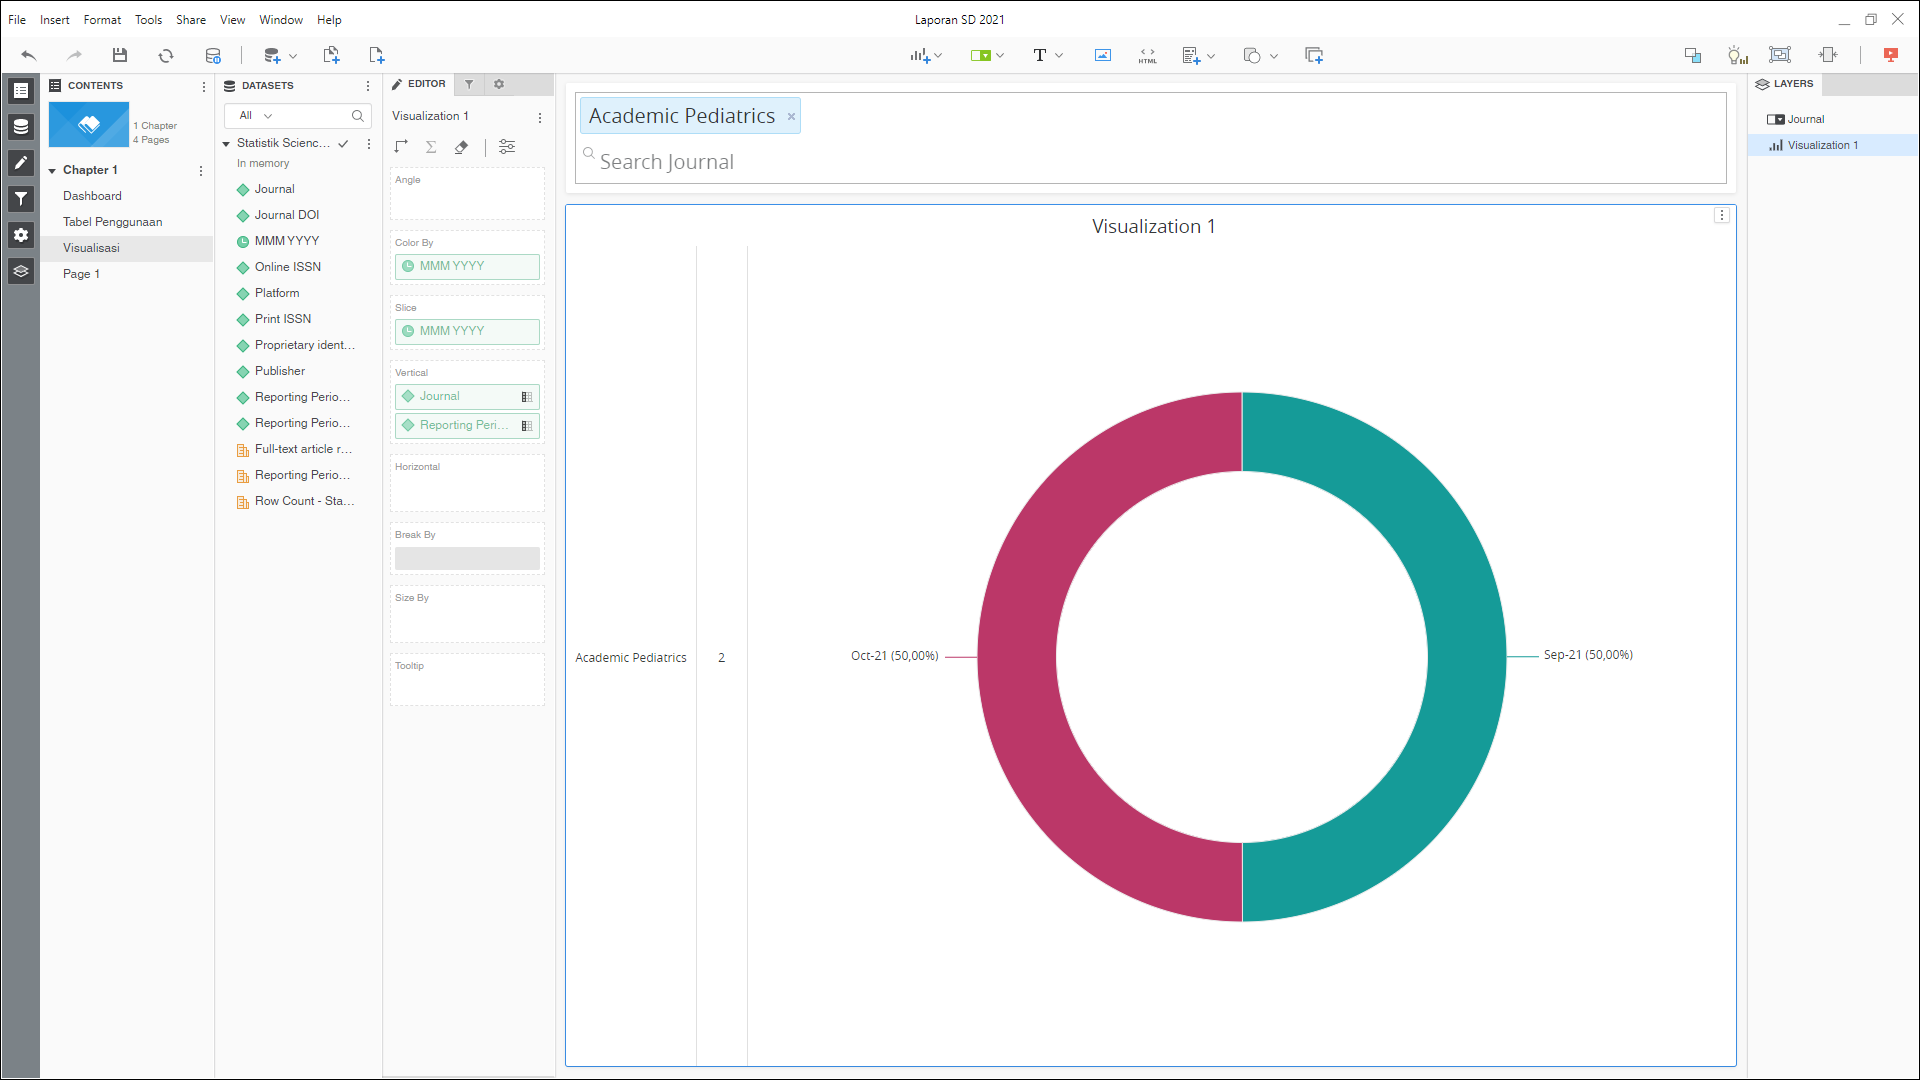 File Insert Format Tools Share View Window Help
Laporan SD 2021
HTML
CONTENTS
1 Chapter
4 Pages
Chapter 1
Dashboard
Tabel Penggunaan
Visualisasi
Page 1
DATASETS
All
Statistik Scienc...
In memory
Journal
Journal DOI
MMM YYYY
Online ISSN
Platform
Print ISSN
Proprietary ident...
Publisher
Reporting Perio...
Reporting Perio...
Full-text article r...
Reporting Perio...
Row Count - Sta...
EDITOR
Visualization 1
Angle
Color By
MMM YYYY
Slice
MMM YYYY
Vertical
Journal
Reporting Peri...
Horizontal
Break By
Size By
Tooltip
Academic Pediatrics ×
Search Journal
Visualization 1
Academic Pediatrics
2
Oct-21 (50,00%)
Sep-21 (50,00%)
LAYERS
Journal
Visualization 1